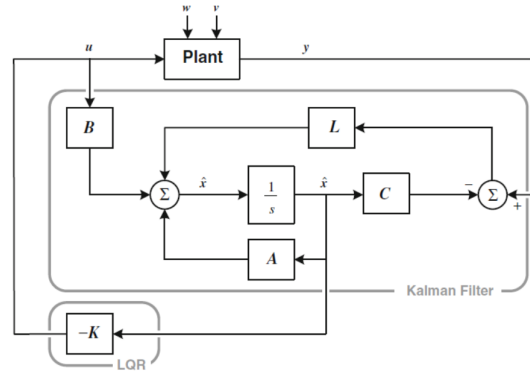 w v
u Plant y
B L
Σ x̂ 1 x̂ C − Σ
s +
A
Kalman Filter
−K
LQR